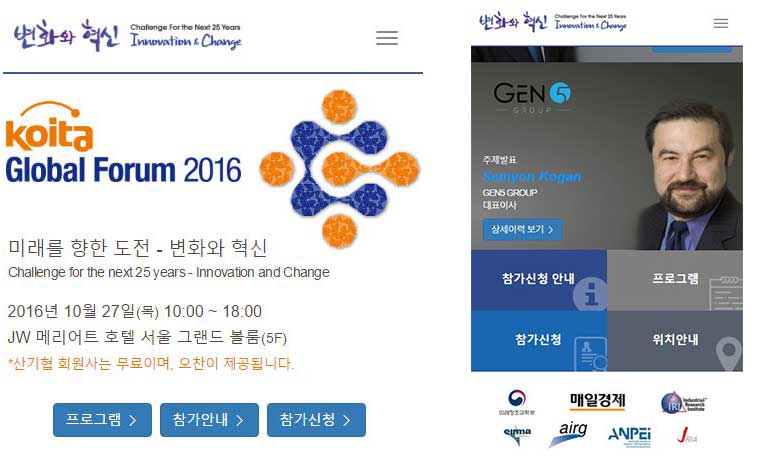 변화와 혁신
Challenge For the Next 25 Years
Innovation & Change
koita
Global Forum 2016
미래를 향한 도전 - 변화와 혁신
Challenge for the next 25 years - Innovation and Change
2016년 10월 27일(목) 10:00 ~ 18:00
JW 메리어트 호텔 서울 그랜드 볼룸(5F)
*산기협 회원사는 무료이며, 오찬이 제공됩니다.
프로그램 >
참가안내 >
참가신청 >
변화와 혁신
Challenge For the Next 25 Years
Innovation & Change
GEN5
GROUP
주제발표
Semyon Kogan
GEN5 GROUP
대표이사
상세이력 보기 >
참가신청 안내
프로그램
참가신청
위치안내
미래창조과학부
매일경제
IRI
Industrial
Research
Institute
eirma
airg
ANPEi
JRIA